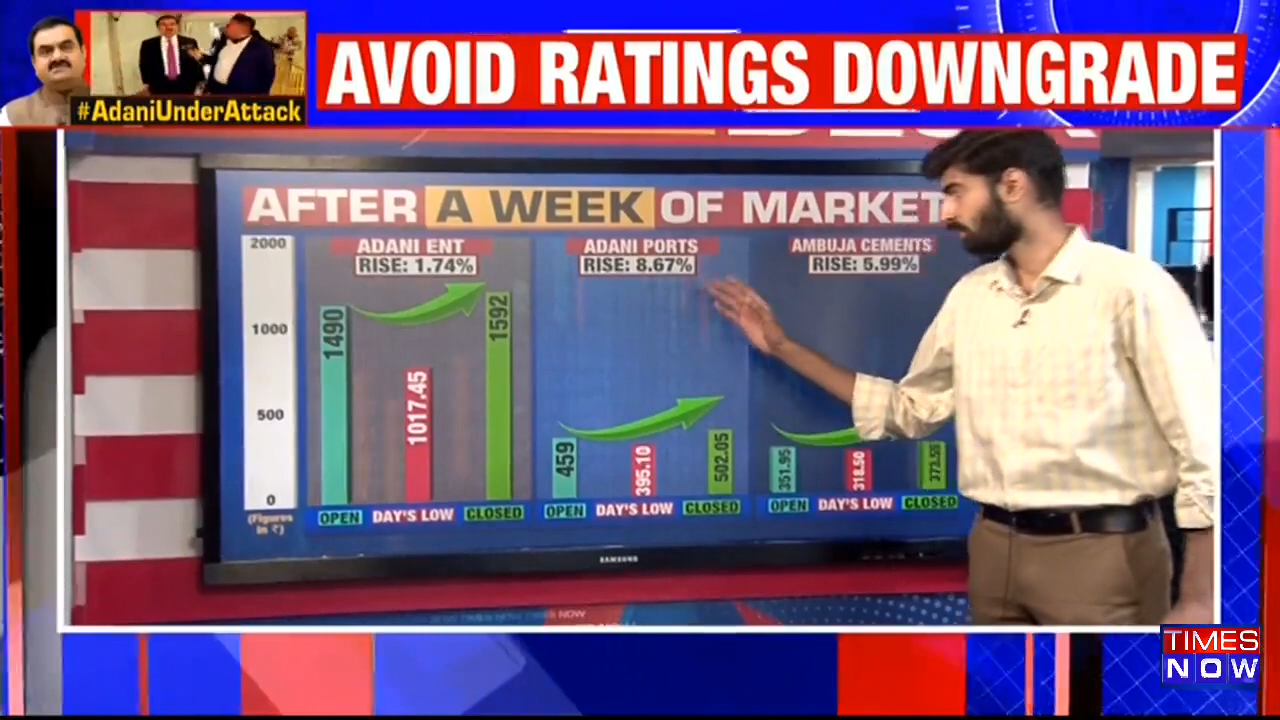 #AdaniUnderAttack
AVOID RATINGS DOWNGRADE
AFTER A WEEK OF MARKET
2000
1000
500
0
(Figures
in ₹)
ADANI ENT
RISE: 1.74%
1490
1017.45
1592
OPEN DAY'S LOW CLOSED
ADANI PORTS
RISE: 8.67%
459
395.10
502.05
OPEN DAY'S LOW CLOSED
AMBUJA CEMENTS
RISE: 5.99%
351.95
318.50
OPEN DAY'S LOW CLOSED
SAMSUNG
TIMES
NOW